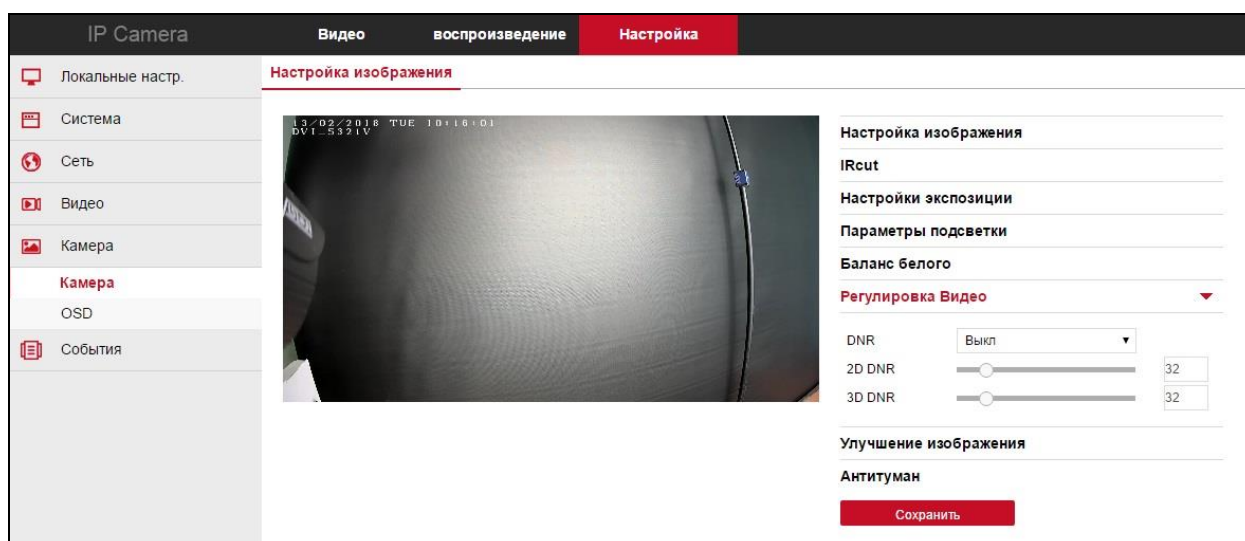 IP Camera
Видео
воспроизведение
Настройка
Локальные настр.
Система
Сеть
Видео
Камера
Камера
OSD
События
Настройка изображения
13/02/2018 TUE 10:16:01
DVI-S321V
Настройка изображения
IRcut
Настройки экспозиции
Параметры подсветки
Баланс белого
Регулировка Видео
DNR
Выкл
2D DNR
32
3D DNR
32
Улучшение изображения
Антитуман
Сохранить